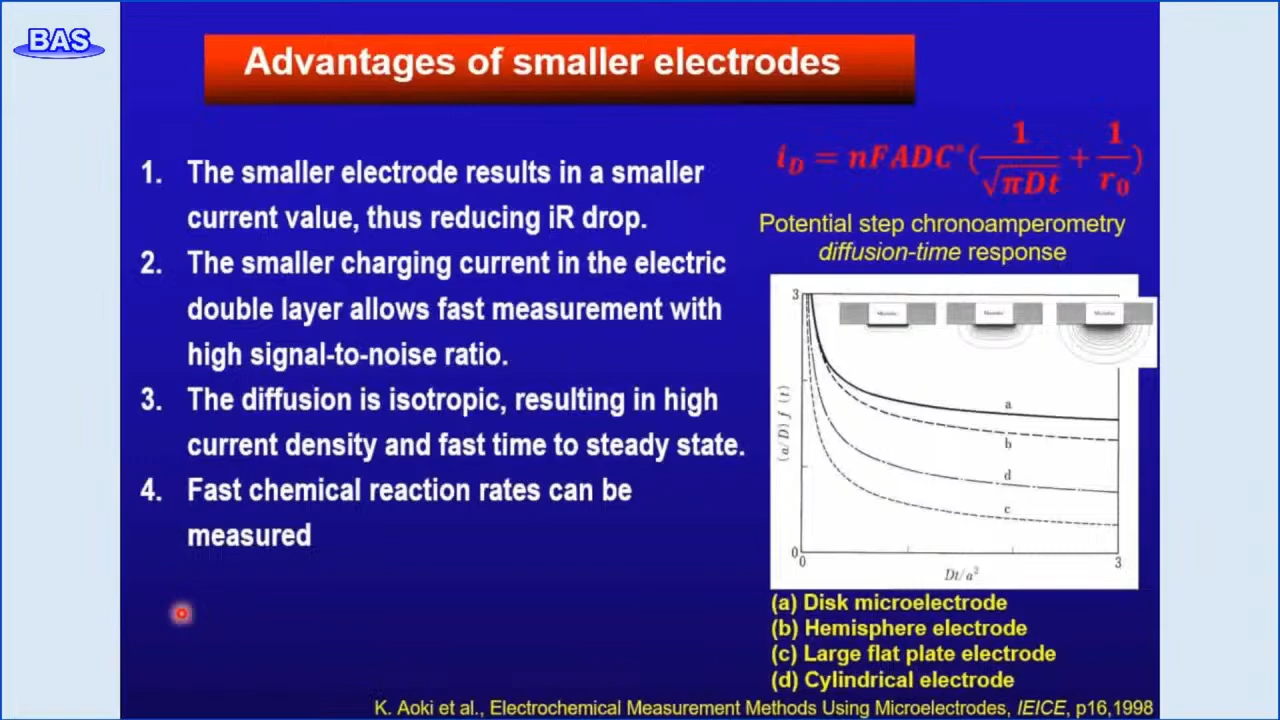 BAS
Advantages of smaller electrodes
1. The smaller electrode results in a smaller
current value, thus reducing iR drop.
2. The smaller charging current in the electric
double layer allows fast measurement with
high signal-to-noise ratio.
3. The diffusion is isotropic, resulting in high
current density and fast time to steady state.
4. Fast chemical reaction rates can be
measured
i_D = nFADC*(1/√πDt + 1/r_0)
Potential step chronoamperometry
diffusion-time response
3
(a/D) f (t)
a
b
d
c
0
0
3
Dt/a²
(a) Disk microelectrode
(b) Hemisphere electrode
(c) Large flat plate electrode
(d) Cylindrical electrode
K. Aoki et al., Electrochemical Measurement Methods Using Microelectrodes, IEICE, p16,1998